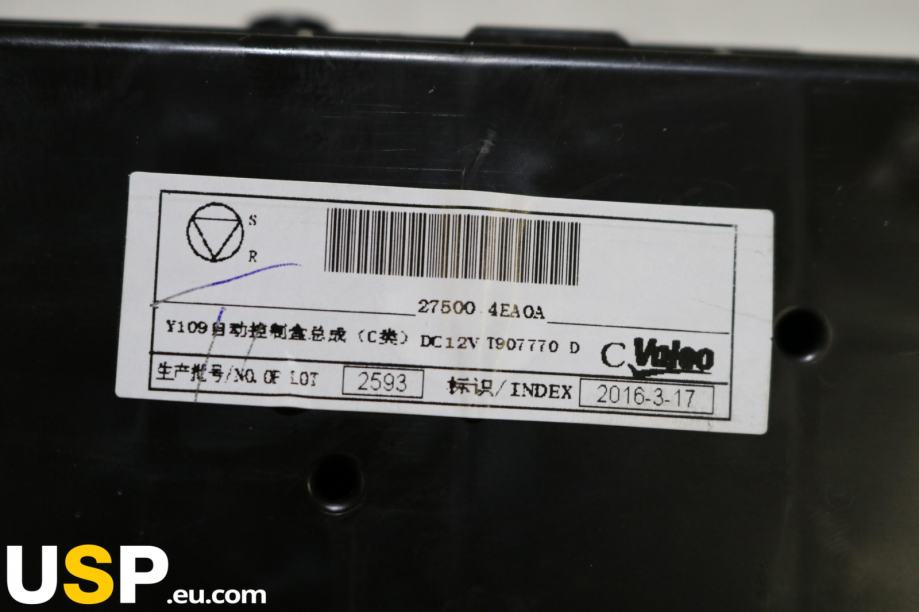 S
R
27500 4EA0A
Y109自动控制盒总成（C类）DC12V T907770 D
C Valeo
生产批号/NO. OF LOT 2593 标识/INDEX 2016-3-17
USP.eu.com